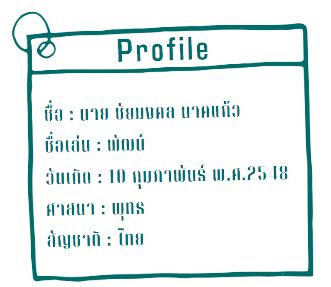 Profile
ชื่อ : นาย ชัยมงคล นาคแก้ว
ชื่อเล่น : พัฒน์
วันเกิด : 10 กุมภาพันธ์ พ.ศ.2548
ศาสนา : พุทธ
สัญชาติ : ไทย